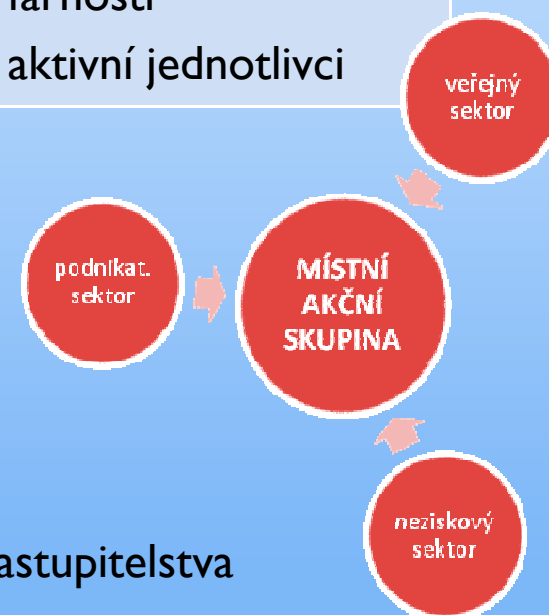 aktivní jednotlivci
veřejný
sektor
podnikat.
sektor
MÍSTNÍ
AKČNÍ
SKUPINA
neziskový
sektor
astupitelstva